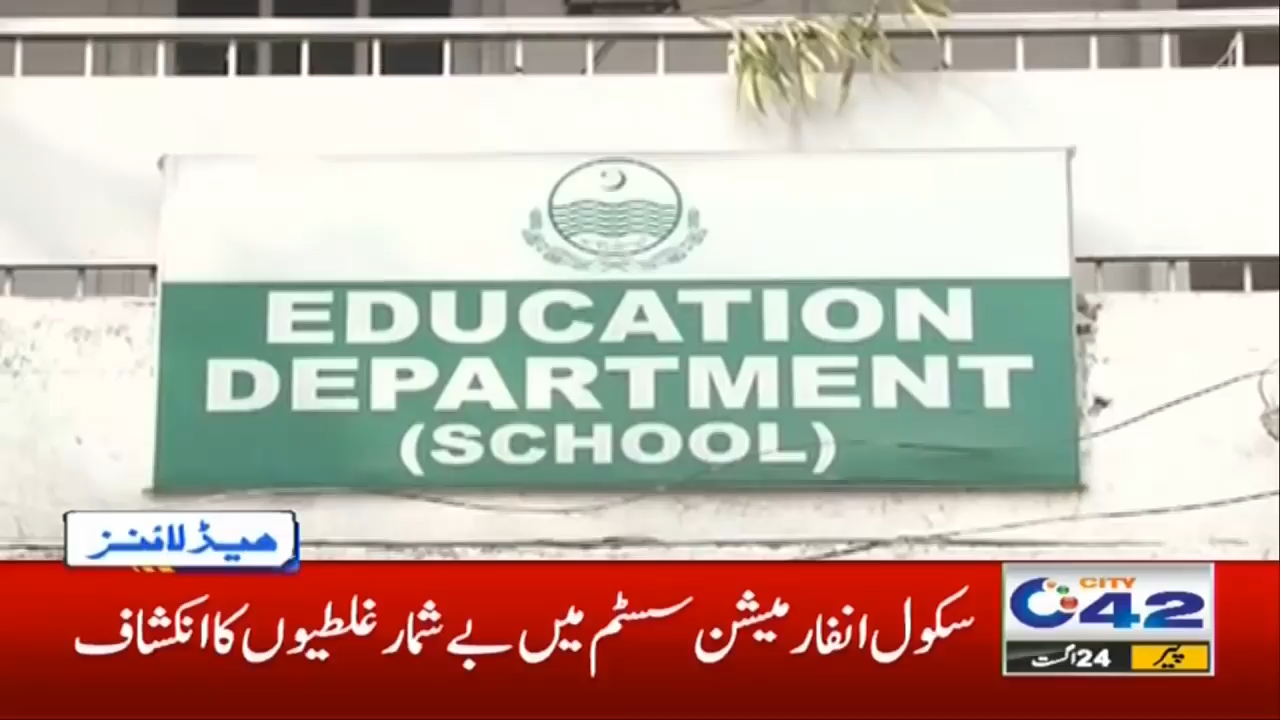 EDUCATION
DEPARTMENT
(SCHOOL)
ہیڈلائنز
سکول انفارمیشن سسٹم میں بے شمار غلطیوں کا انکشاف
CITY
42
24 اگست
پیر